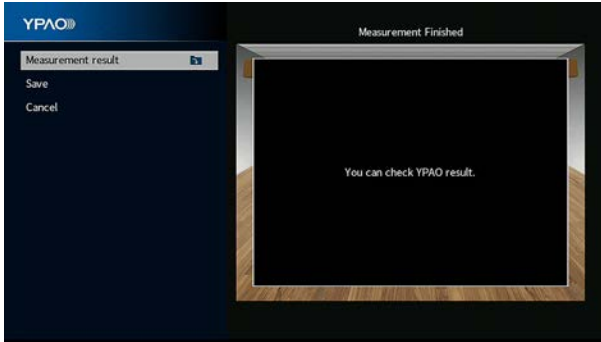 YPAO
Measurement Finished
Measurement result
Save
Cancel
You can check YPAO result.